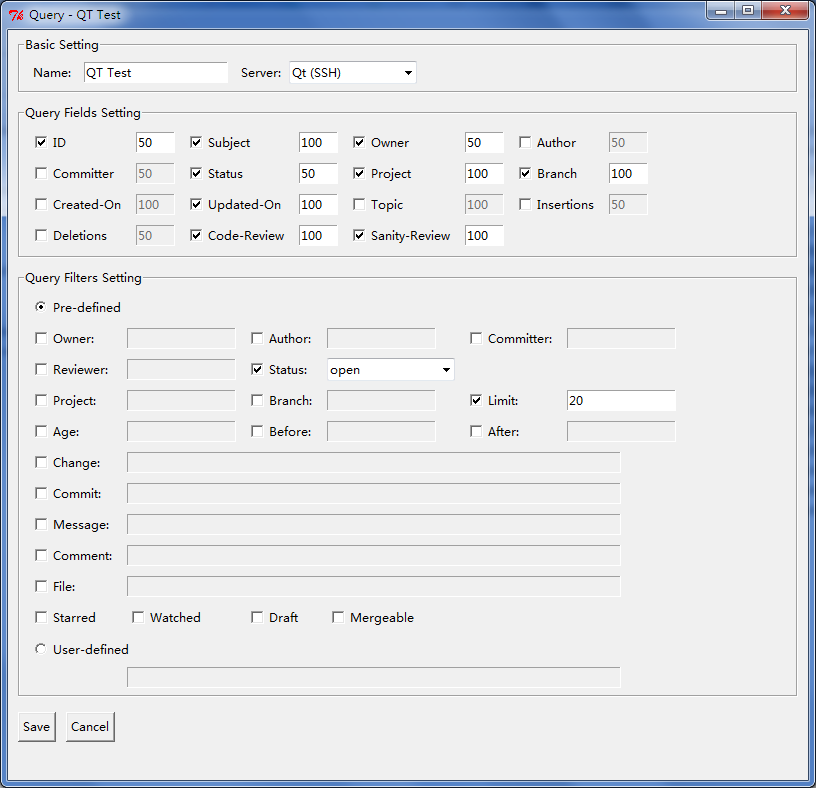 Query - QT Test
Basic Setting
Name: QT Test Server: Qt (SSH)
Query Fields Setting
ID 50 Subject 100 Owner 50 Author 50
Committer 50 Status 50 Project 100 Branch 100
Created-On 100 Updated-On 100 Topic 100 Insertions 50
Deletions 50 Code-Review 100 Sanity-Review 100
Query Filters Setting
Pre-defined
Owner: Author: Committer:
Reviewer: Status: open
Project: Branch: Limit: 20
Age: Before: After:
Change:
Commit:
Message:
Comment:
File:
Starred Watched Draft Mergeable
User-defined
Save Cancel